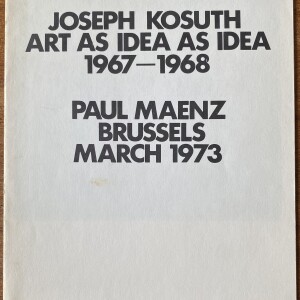 JOSEPH KOSUTH
ART AS IDEA AS IDEA
1967—1968
PAUL MAENZ
BRUSSELS
MARCH 1973